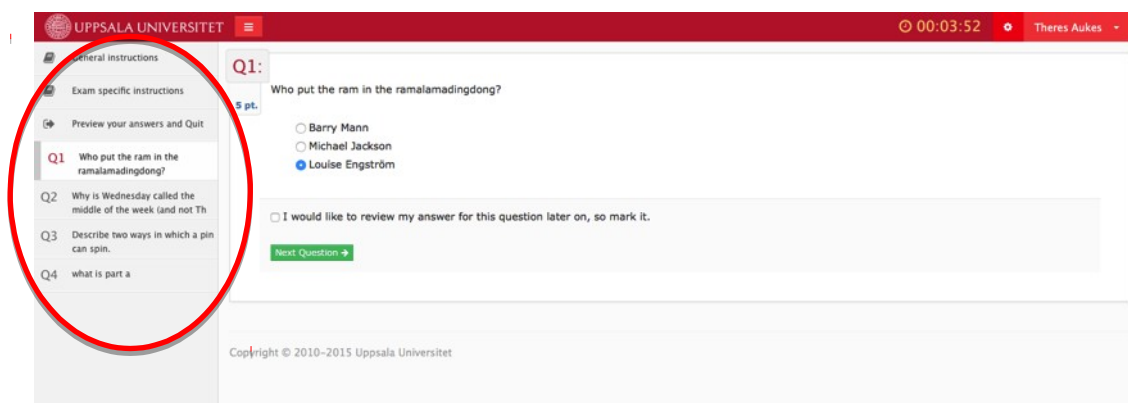 UPPSALA UNIVERSITET
00:03:52
Theres Aukes
General instructions
Exam specific instructions
Preview your answers and Quit
Q1 Who put the ram in the
ramalamadingdong?
Q2 Why is Wednesday called the
middle of the week (and not Th
Q3 Describe two ways in which a pin
can spin.
Q4 what is part a
Q1:
5 pt.
Who put the ram in the ramalamadingdong?
Barry Mann
Michael Jackson
Louise Engström
I would like to review my answer for this question later on, so mark it.
Next Question →
Copyright © 2010-2015 Uppsala Universitet